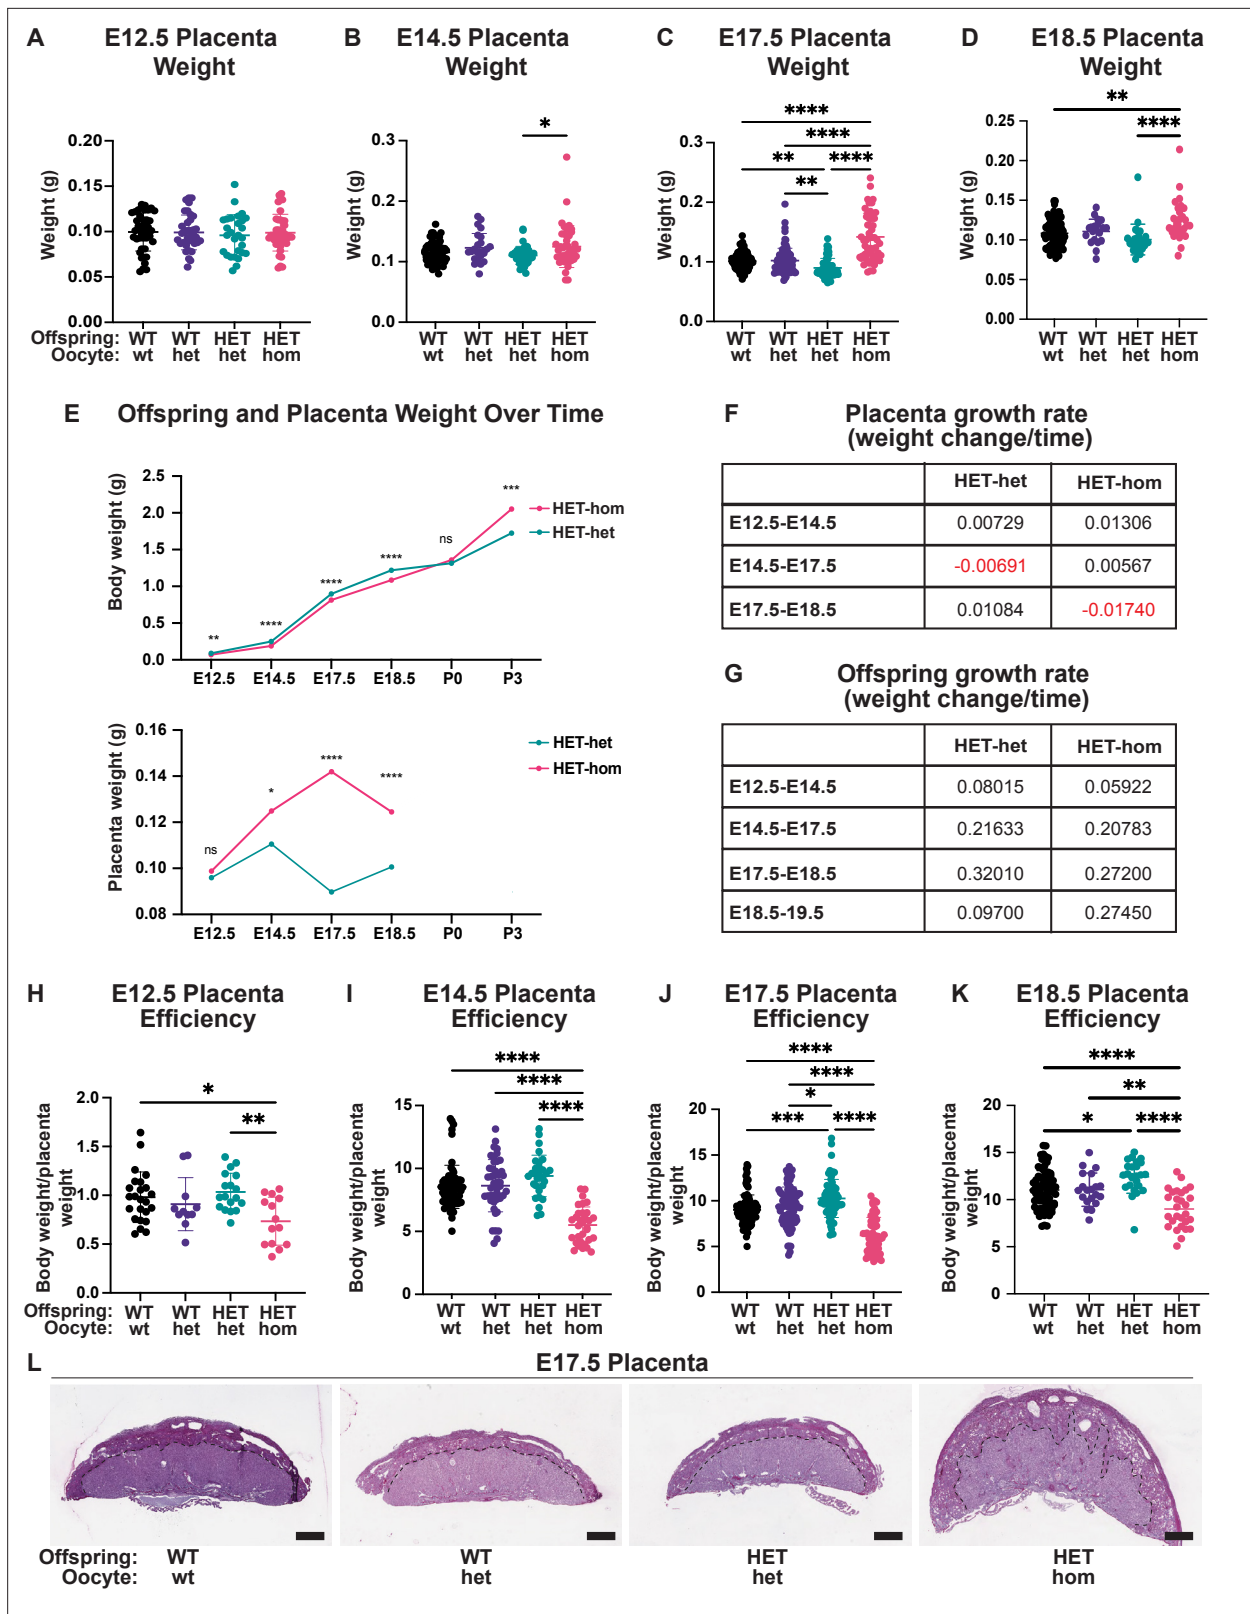 A E12.5 Placenta Weight
B E14.5 Placenta Weight
C E17.5 Placenta Weight
D E18.5 Placenta Weight
Weight (g)
0.20
0.15
0.10
0.05
0.00
Offspring: WT WT HET HET
Oocyte: wt het het hom
*
Weight (g)
0.3
0.2
0.1
0.0
WT WT HET HET
wt het het hom
****
****
** ****
**
Weight (g)
0.3
0.2
0.1
0.0
WT WT HET HET
wt het het hom
**
****
Weight (g)
0.25
0.20
0.15
0.10
0.05
0.00
WT WT HET HET
wt het het hom
E Offspring and Placenta Weight Over Time
Body weight (g)
2.5
2.0
1.5
1.0
0.5
0.0
** **** **** **** ns ***
HET-hom
HET-het
E12.5 E14.5 E17.5 E18.5 P0 P3
Placenta weight (g)
0.16
0.14
0.12
0.10
0.08
ns * **** ****
HET-het
HET-hom
E12.5 E14.5 E17.5 E18.5 P0 P3
F Placenta growth rate
(weight change/time)
HET-het HET-hom
E12.5-E14.5 0.00729 0.01306
E14.5-E17.5 -0.00691 0.00567
E17.5-E18.5 0.01084 -0.01740
G Offspring growth rate
(weight change/time)
HET-het HET-hom
E12.5-E14.5 0.08015 0.05922
E14.5-E17.5 0.21633 0.20783
E17.5-E18.5 0.32010 0.27200
E18.5-19.5 0.09700 0.27450
H E12.5 Placenta
Efficiency
I E14.5 Placenta
Efficiency
J E17.5 Placenta
Efficiency
K E18.5 Placenta
Efficiency
*
**
Body weight/placenta
weight
2.0
1.5
1.0
0.5
0.0
Offspring: WT WT HET HET
Oocyte: wt het het hom
****
****
****
Body weight/placenta
weight
15
10
5
0
WT WT HET HET
wt het het hom
****
****
*
*** ****
Body weight/placenta
weight
20
15
10
5
0
WT WT HET HET
wt het het hom
****
**
* ****
Body weight/placenta
weight
20
15
10
5
0
WT WT HET HET
wt het het hom
L E17.5 Placenta
Offspring: WT WT HET HET
Oocyte: wt het het hom